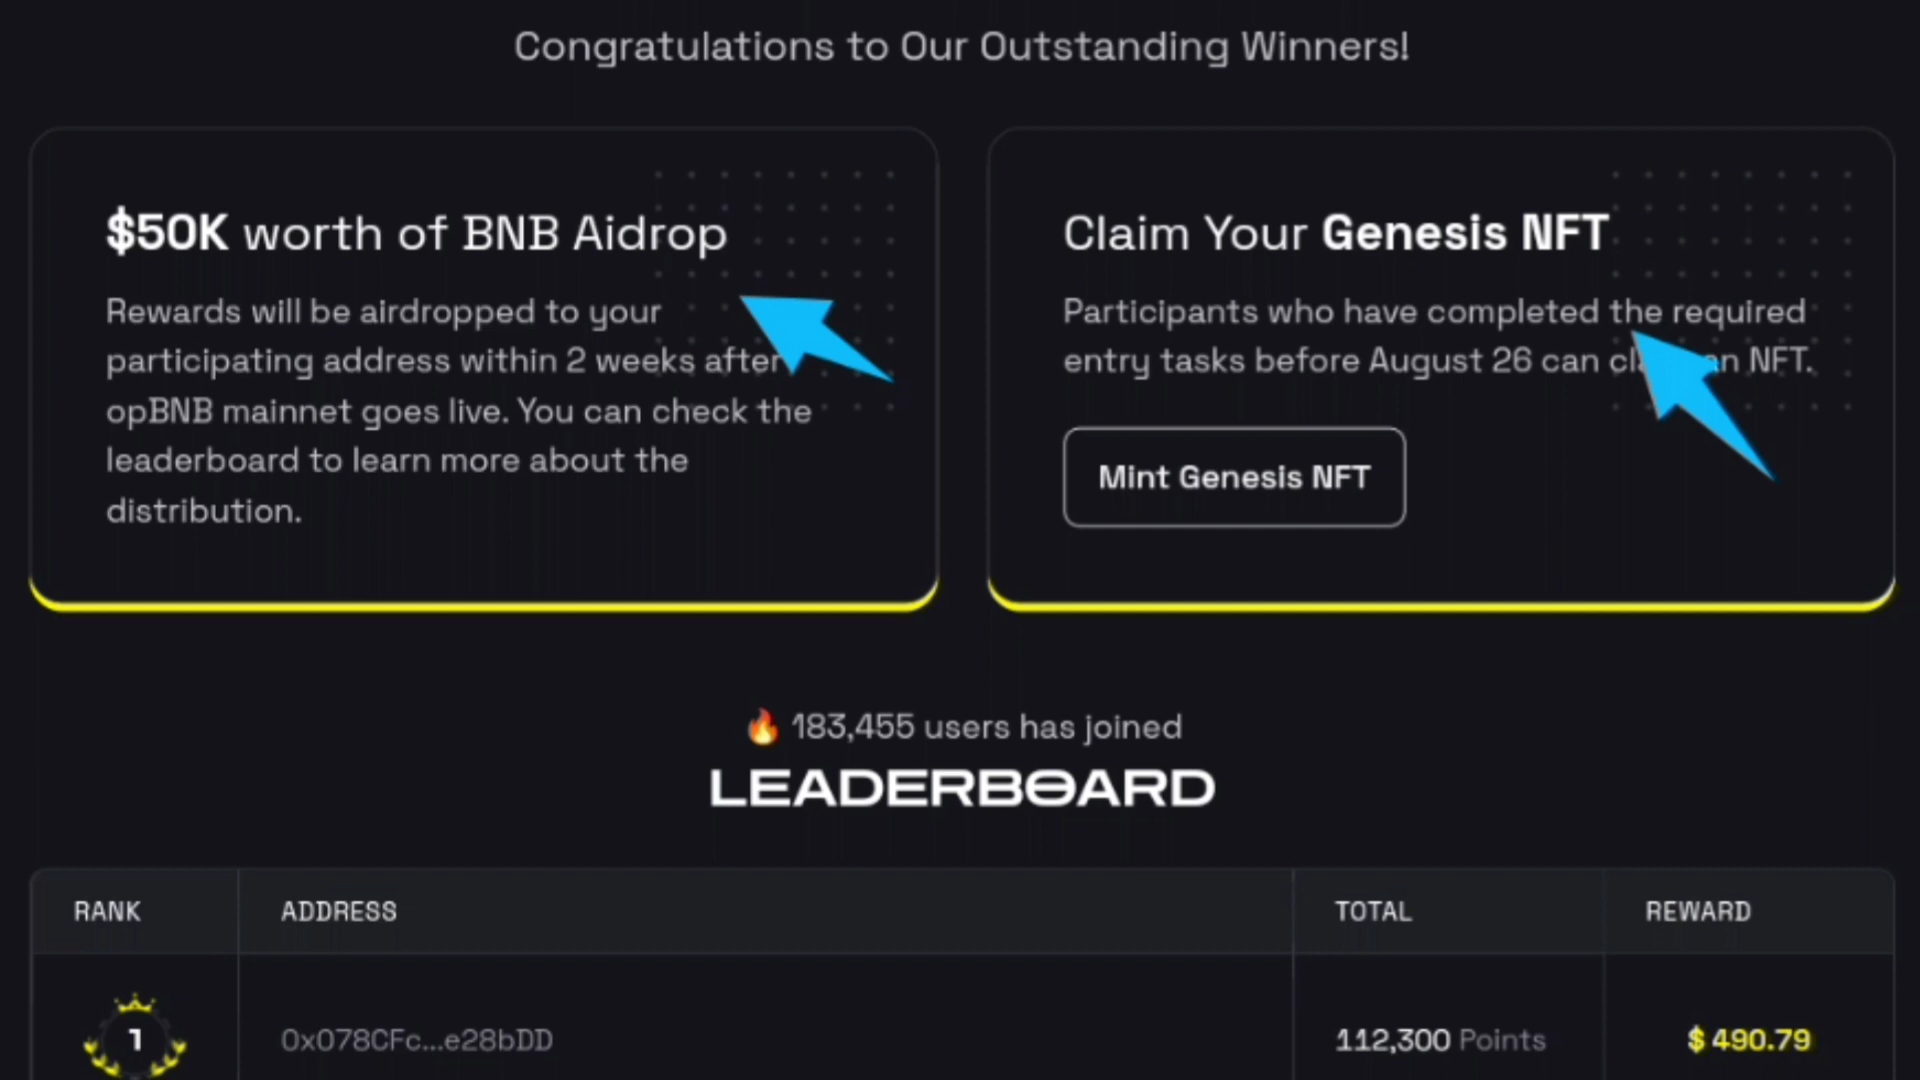 Congratulations to Our Outstanding Winners!
$50K worth of BNB Aidrop
Rewards will be airdropped to your
participating address within 2 weeks after
opBNB mainnet goes live. You can check the
leaderboard to learn more about the
distribution.
Claim Your Genesis NFT
Participants who have completed the required
entry tasks before August 26 can an NFT.
Mint Genesis NFT
183,455 users has joined
LEADERBOARD
RANK ADDRESS TOTAL REWARD
1 0x078CFc...e28bDD 112,300 Points $ 490.79